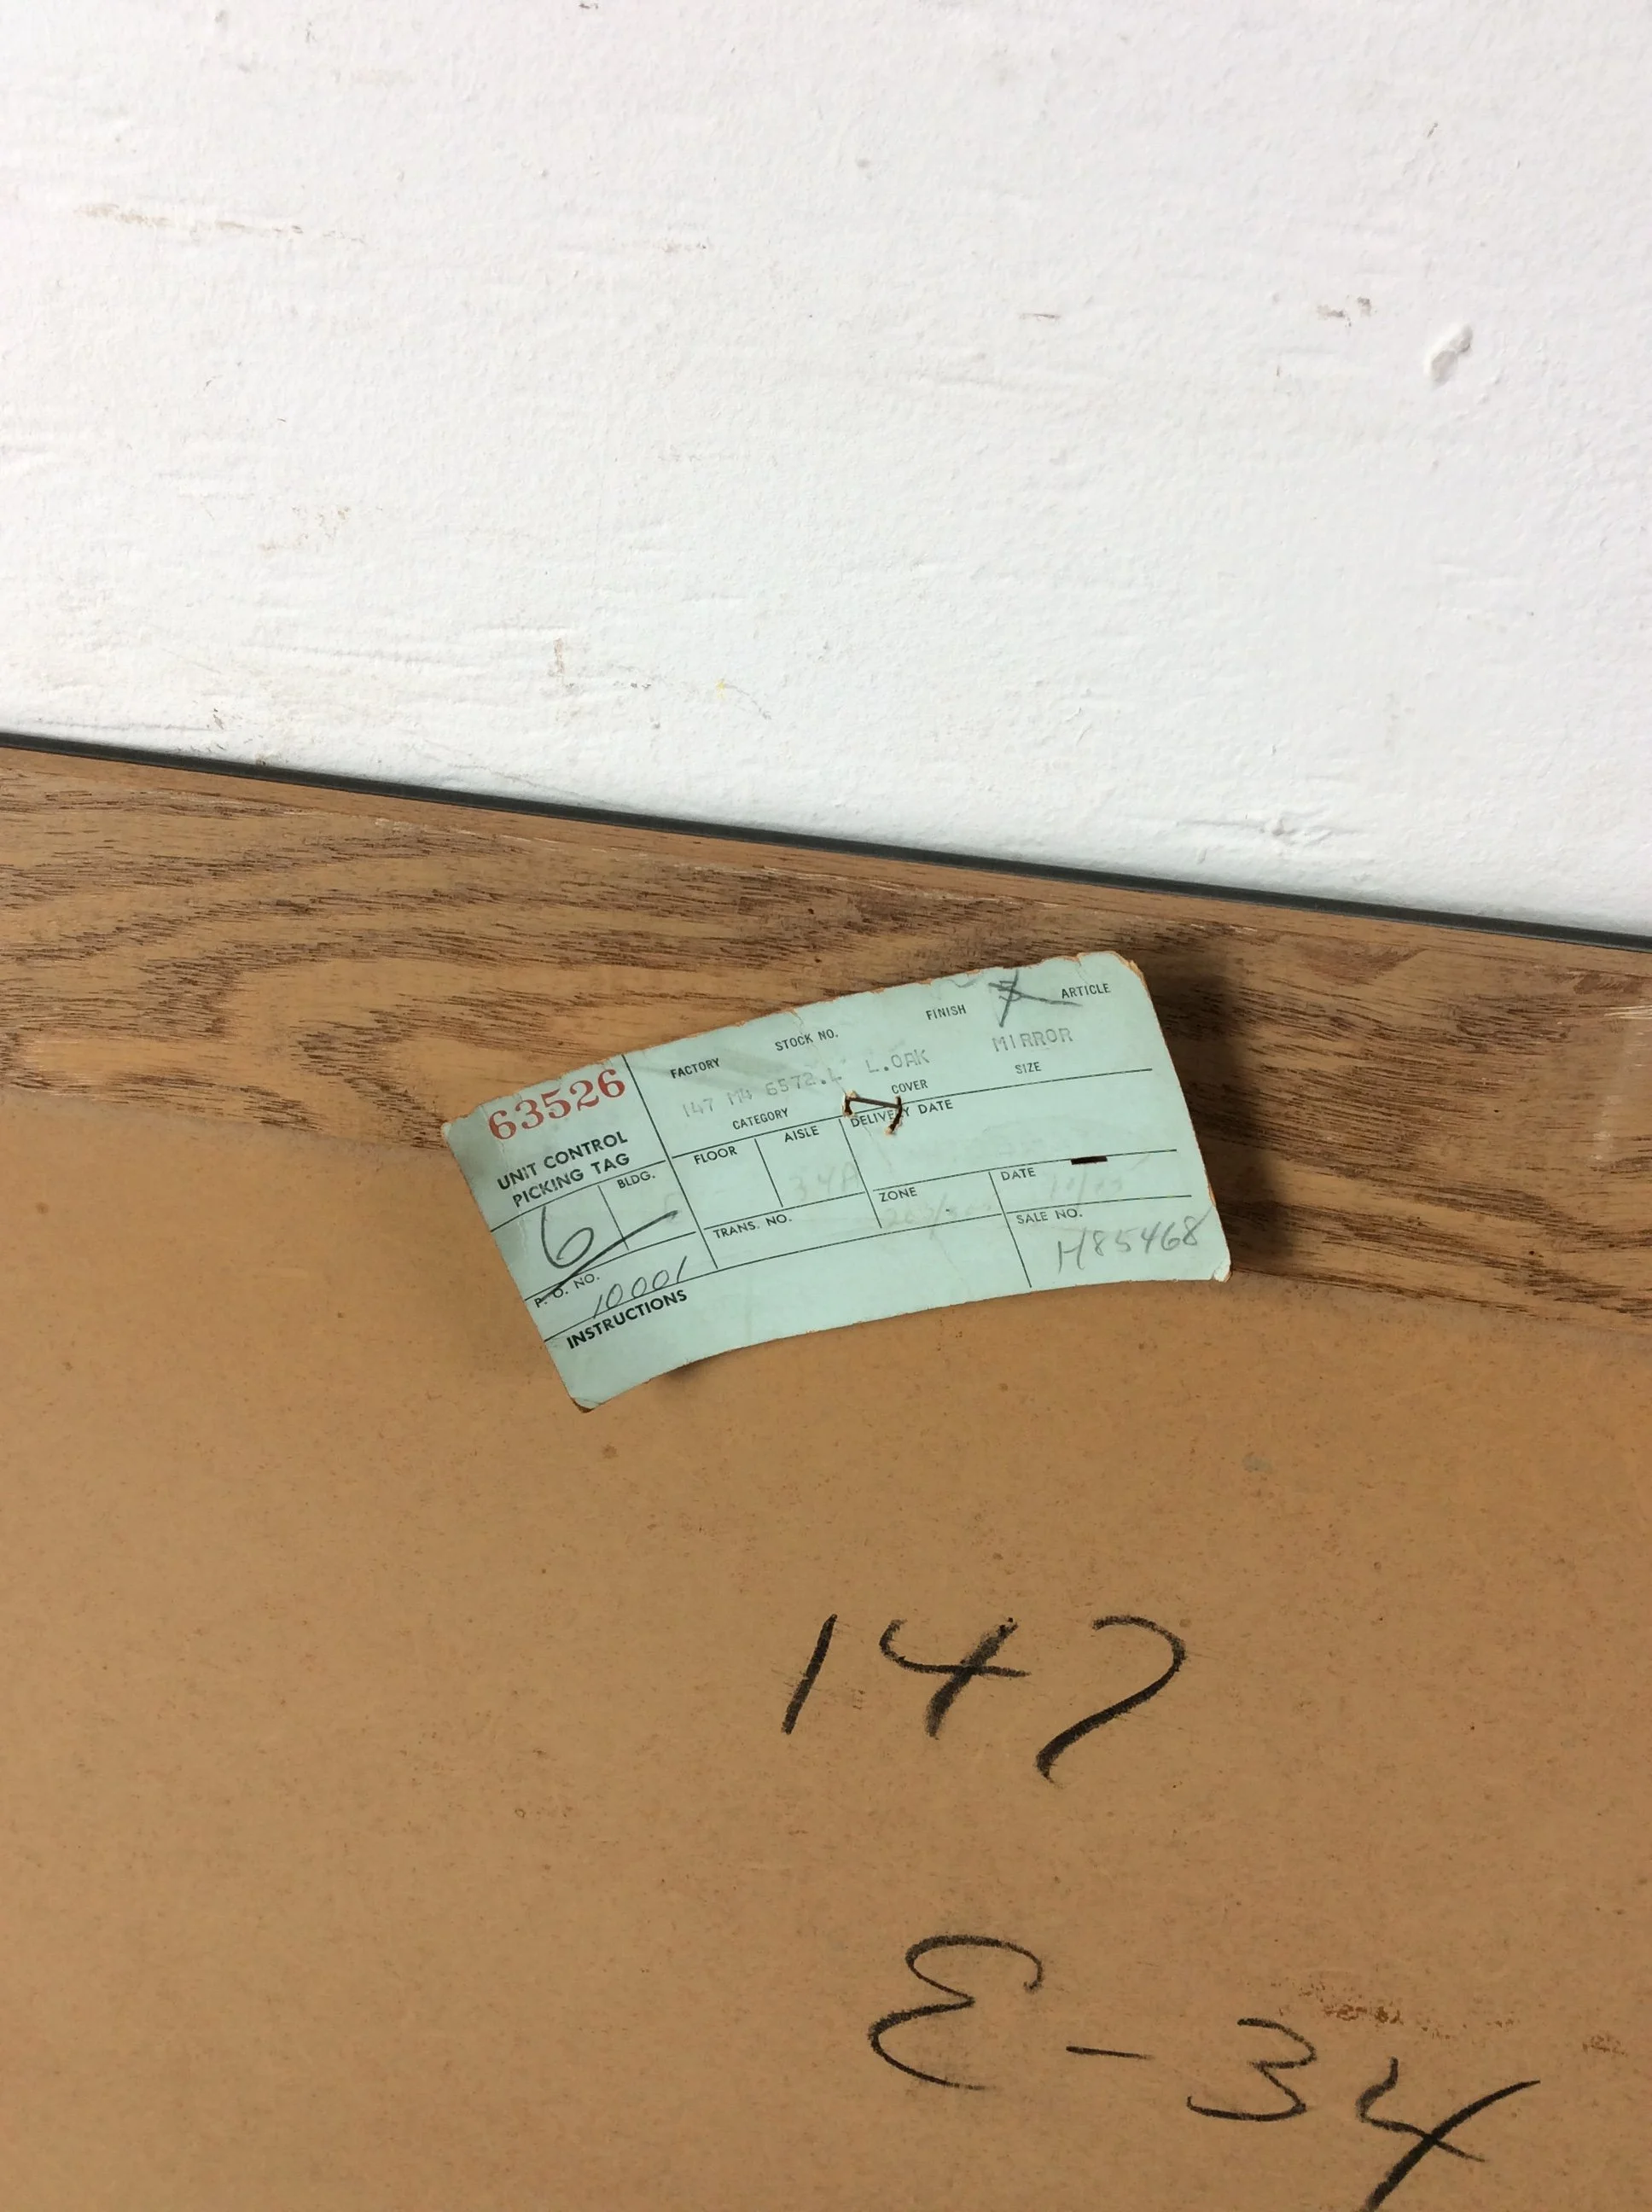 FACTORY STOCK NO. FINISH ARTICLE
63526 147 M4 6572.L L.OAK MIRROR
CATEGORY COVER SIZE
UNIT CONTROL
PICKING TAG
BLDG. FLOOR AISLE DELIVERY DATE
6 34A
ZONE DATE
P. O. NO. TRANS. NO. SALE NO.
10001 H85468
INSTRUCTIONS
147
E-34